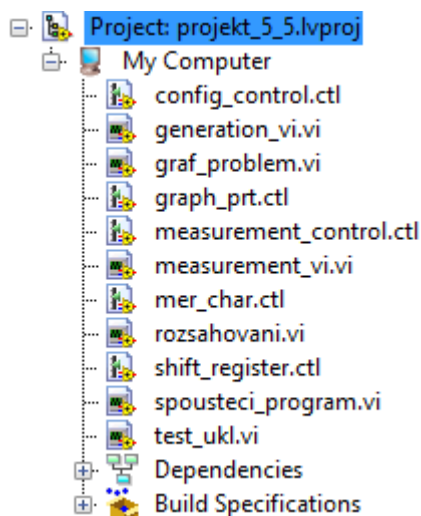 Project: projekt_5_5.lvproj
My Computer
config_control.ctl
generation_vi.vi
graf_problem.vi
graph_prt.ctl
measurement_control.ctl
measurement_vi.vi
mer_char.ctl
rozsahovani.vi
shift_register.ctl
spousteci_program.vi
test_ukl.vi
Dependencies
Build Specifications